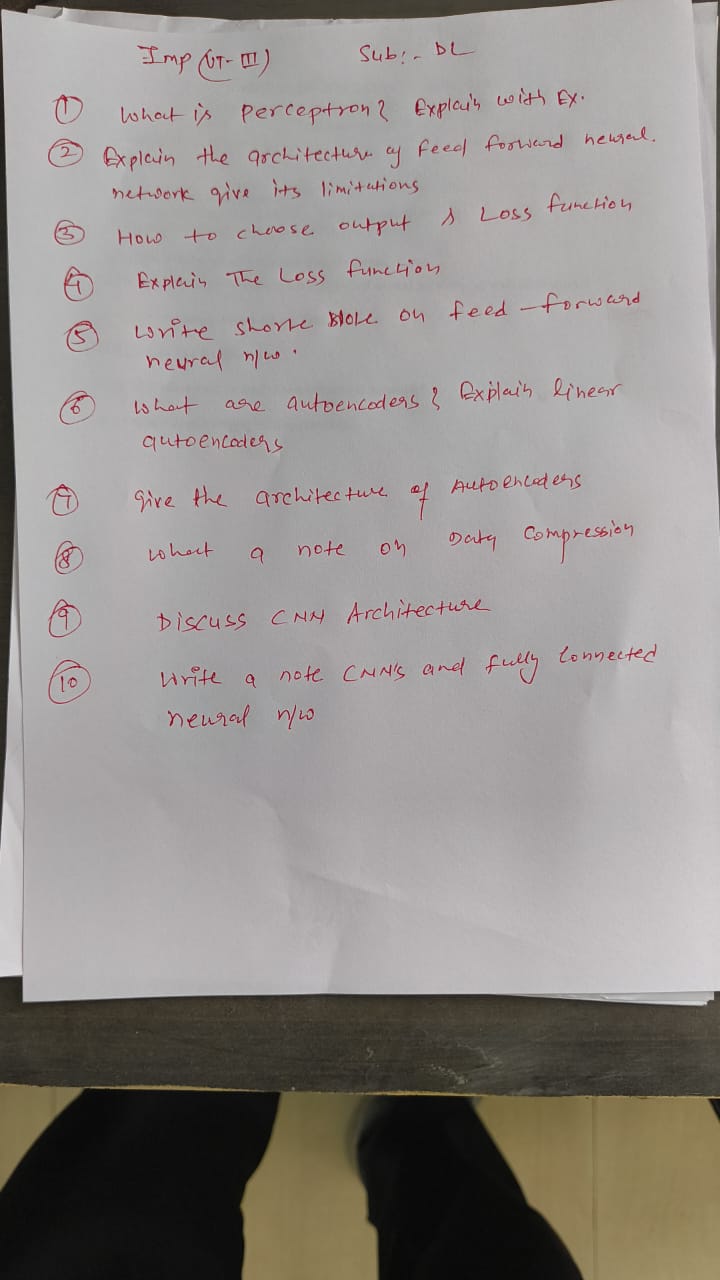 Imp (UT-III) Sub:- DL
① What is perceptron? Explain with Ex.
② Explain the architecture of feed forward neural.
network give its limitations
③ How to choose output & Loss function
④ Explain The Loss function
⑤ Write short note on feed-forward
neural n/w.
⑥ What are autoencoders? Explain linear
autoencoders
⑦ Give the architecture of Autoencoders
⑧ What a note on Data Compression
⑨ Discuss CNN Architecture
⑩ Write a note CNN's and fully Connected
neural n/w